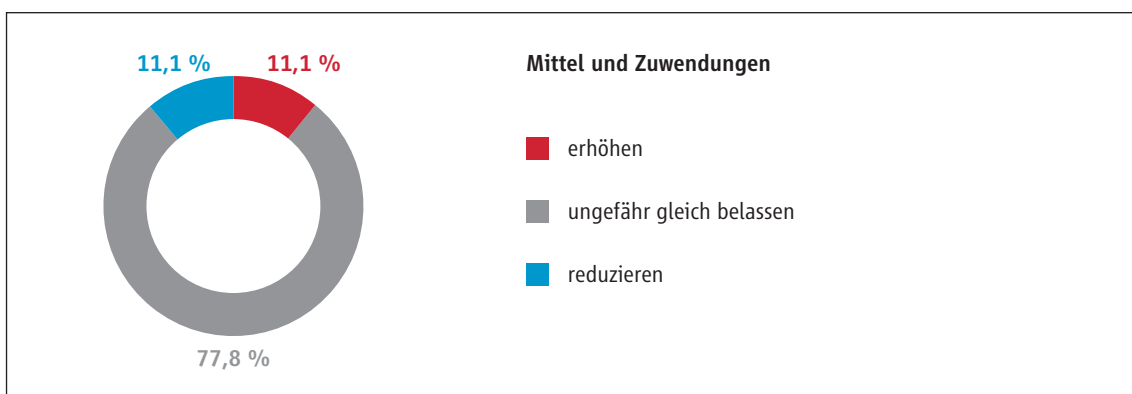 11,1 %
11,1 %
77,8 %
Mittel und Zuwendungen
erhöhen
ungefähr gleich belassen
reduzieren